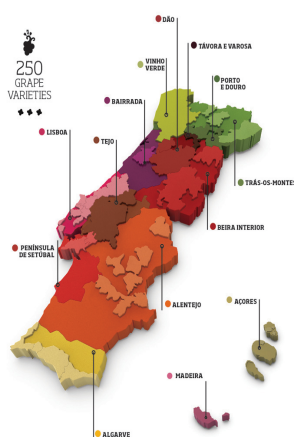 DÃO
TÁVORA E VAROSA
VINHO
VERDE
PORTO
E DOURO
250
GRAPE
VARIETIES
BAIRRADA
LISBOA
TEJO
TRÁS-OS-MONTES
BEIRA INTERIOR
PENÍNSULA
DE SETÚBAL
ALENTEJO
AÇORES
MADEIRA
ALGARVE